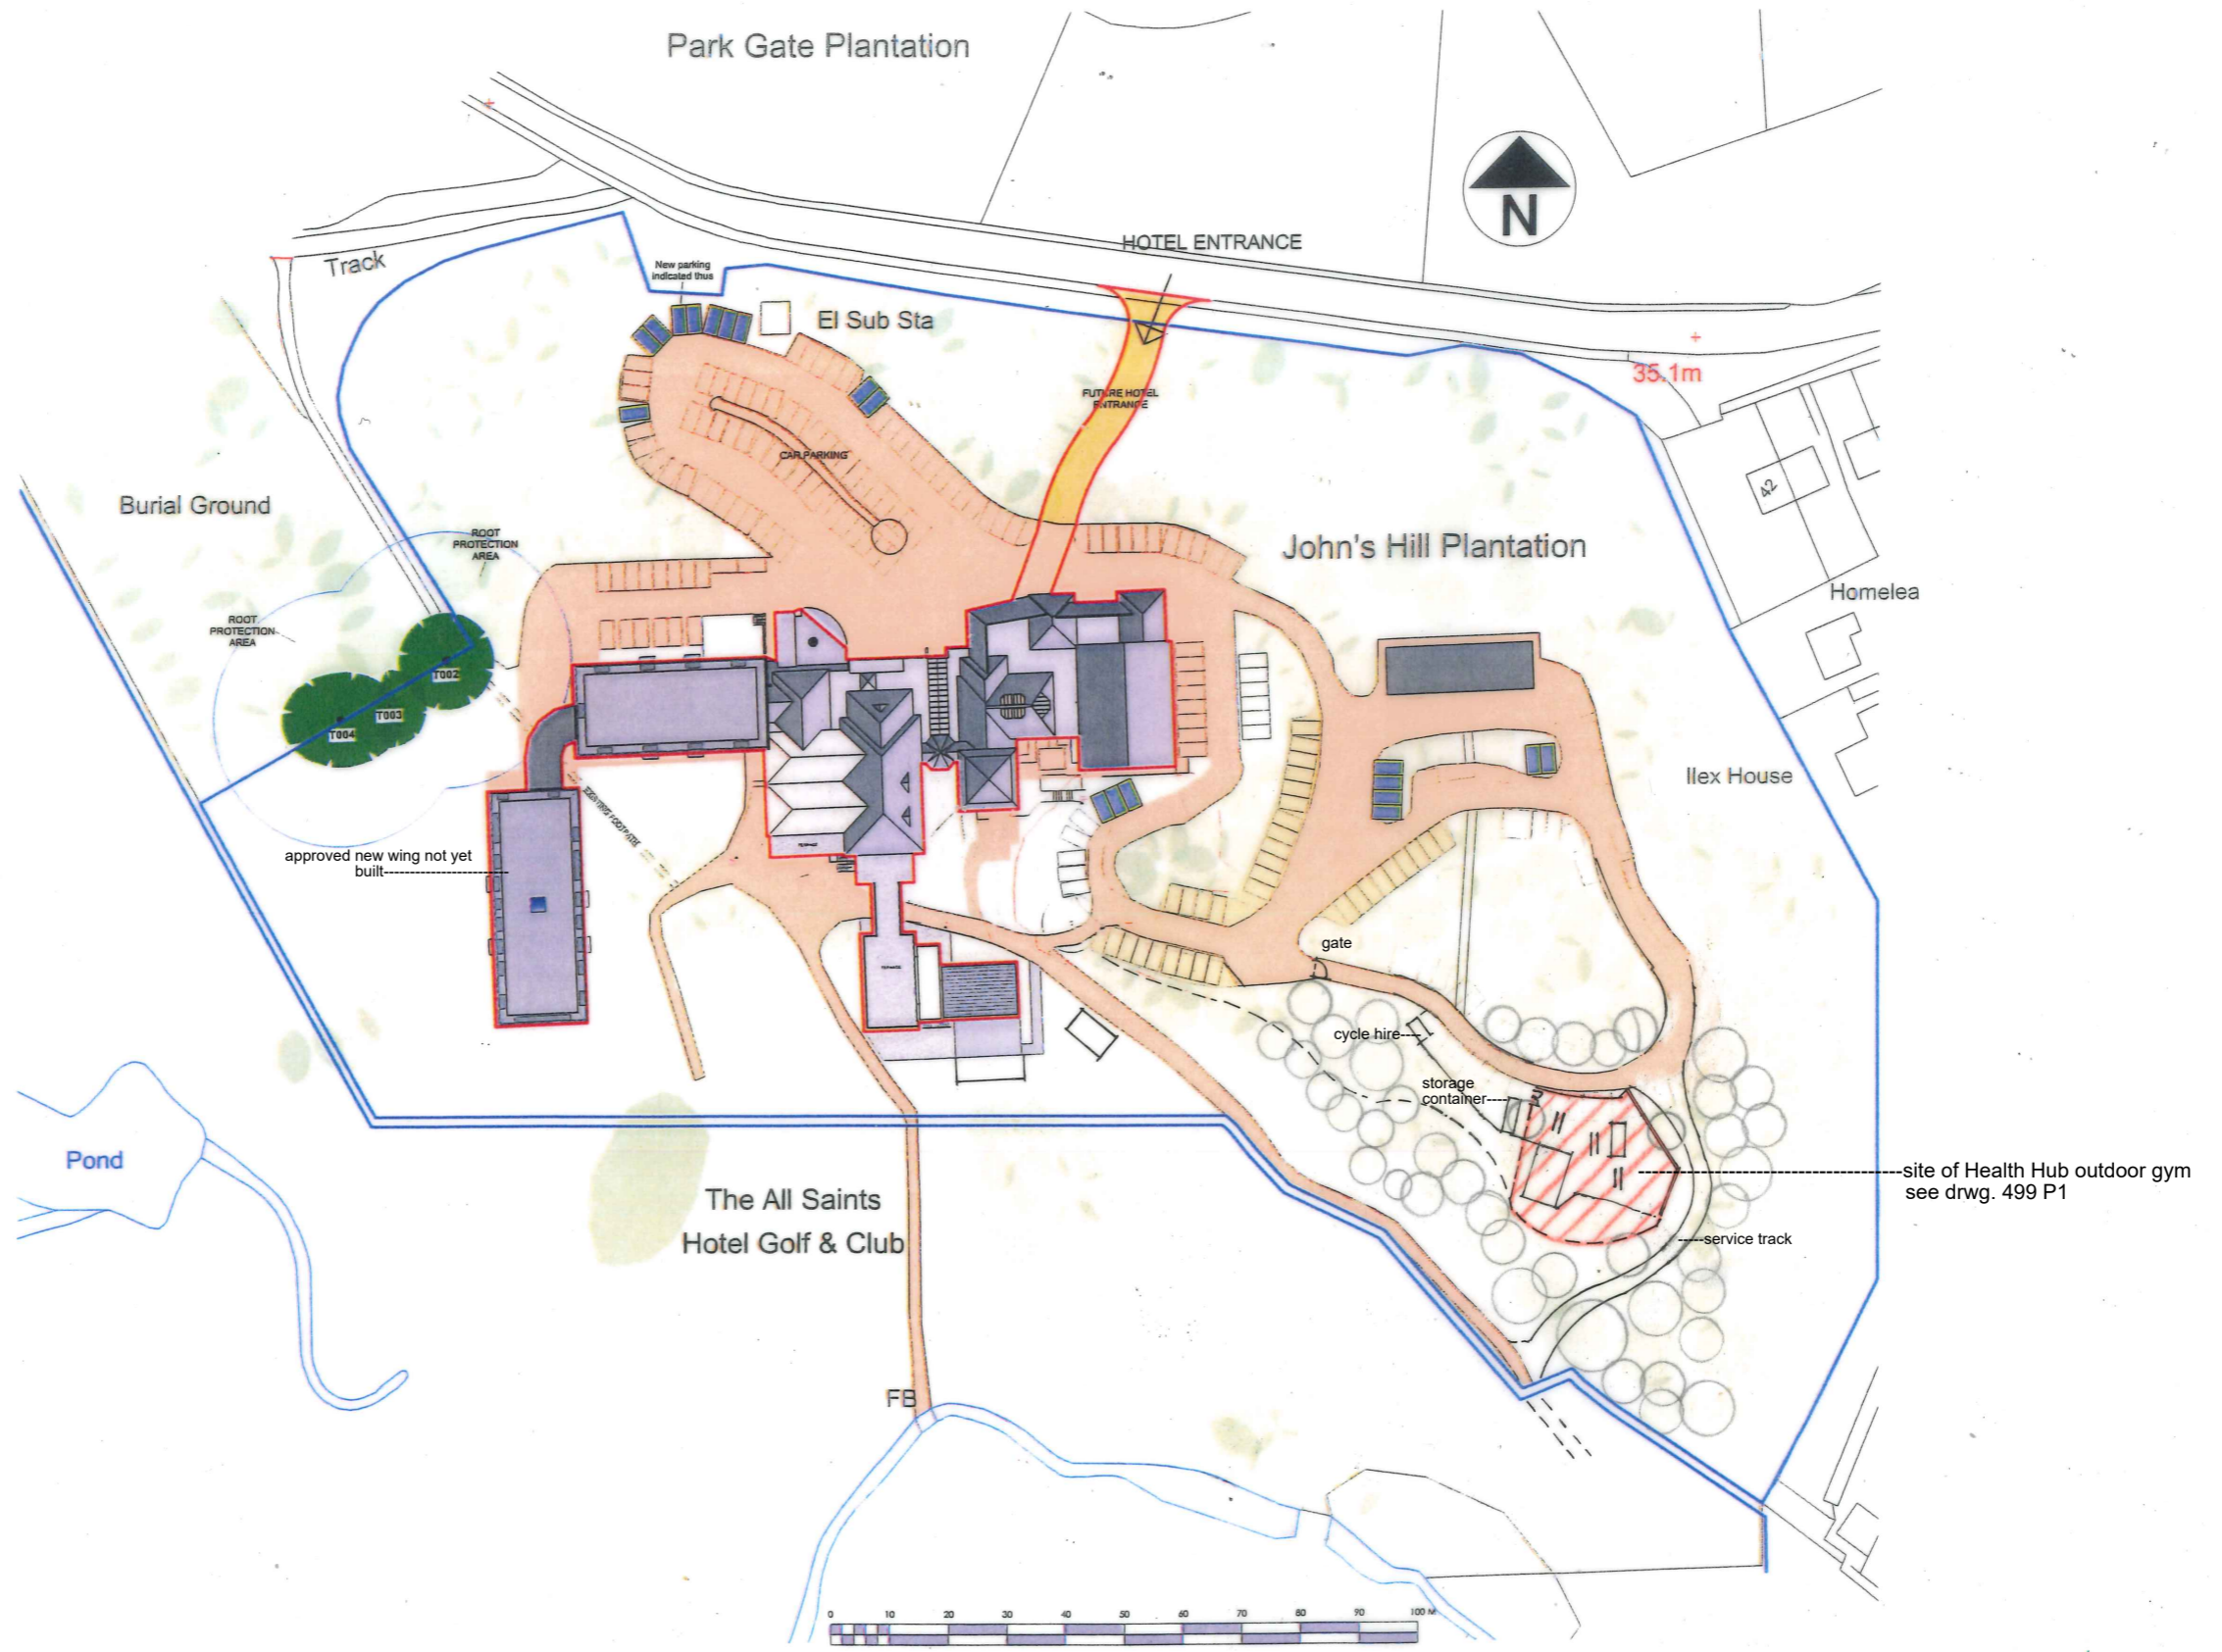 Park Gate Plantation
N
HOTEL ENTRANCE
Track
New parking
indicated thus
El Sub Sta
35.1m
FUTURE HOTEL
ENTRANCE
CAR PARKING
42
Burial Ground
ROOT
PROTECTION
AREA
John's Hill Plantation
Homelea
ROOT
PROTECTION
AREA
T002
T003
T004
Ilex House
EXISTING FOOTPATH
approved new wing not yet
built
TERRACE
gate
TERRACE
cycle hire
storage
container
Pond
site of Health Hub outdoor gym
see drwg. 499 P1
The All Saints
Hotel Golf & Club
service track
FB
0 10 20 30 40 50 60 70 80 90 100 M